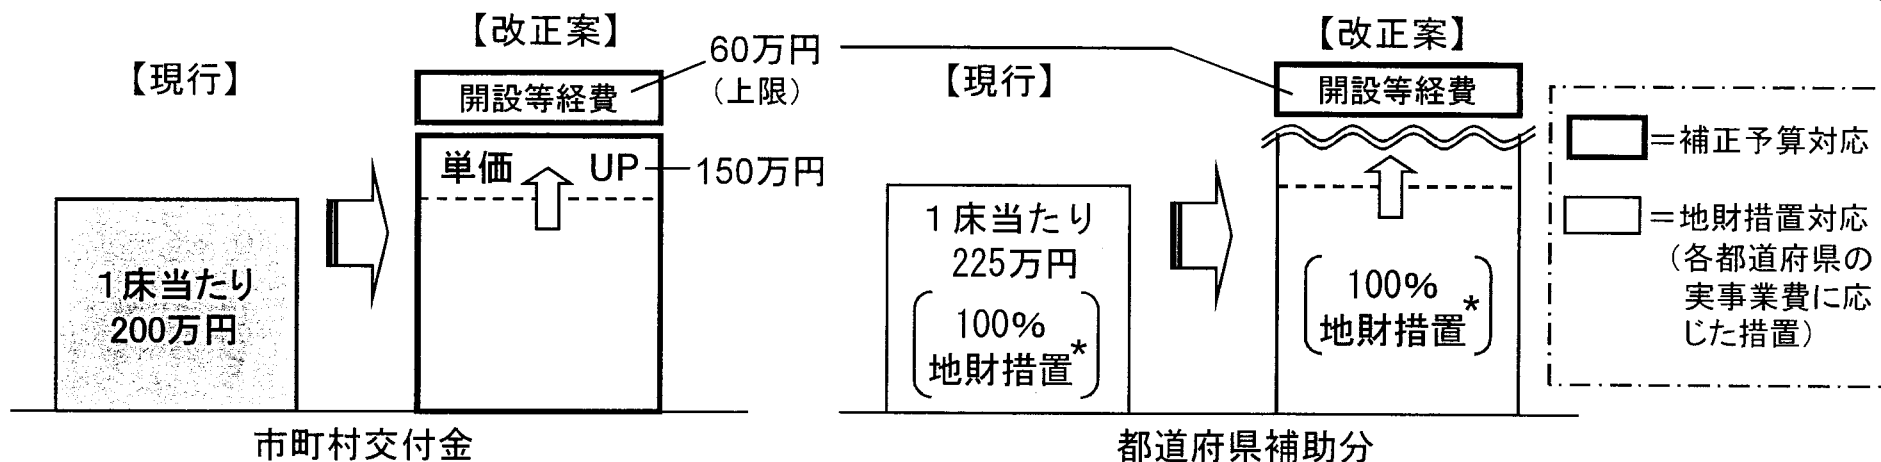 【現行】
1床当たり
200万円
【改正案】
開設等経費
60万円
（上限）
単価 UP
150万円
市町村交付金
【現行】
1床当たり
225万円
100%
地財措置*
【改正案】
開設等経費
100%
地財措置*
都道府県補助分
＝補正予算対応
＝地財措置対応
（各都道府県の
実事業費に応
じた措置）